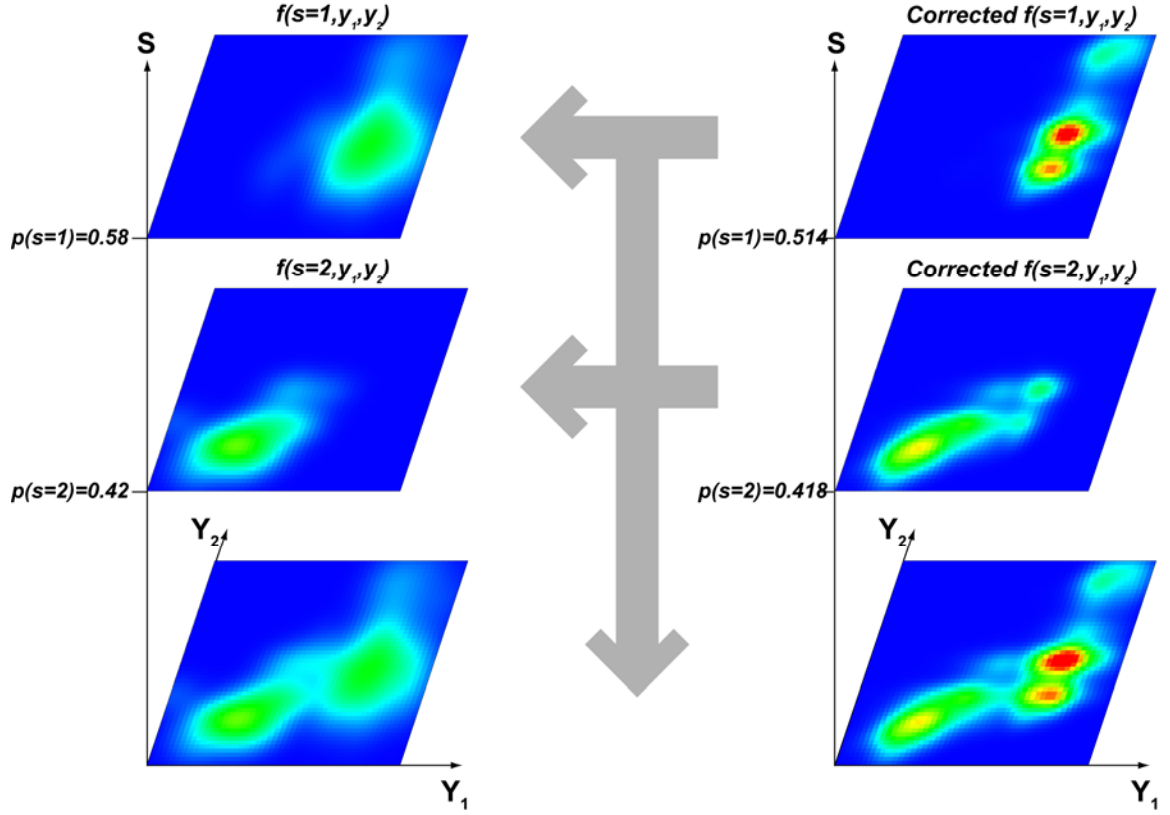 f(s=1,y₁,y₂)
Corrected f(s=1,y₁,y₂)
S
S
p(s=1)=0.58
p(s=1)=0.514
f(s=2,y₁,y₂)
Corrected f(s=2,y₁,y₂)
p(s=2)=0.42
p(s=2)=0.418
Y₂
Y₂
Y₁
Y₁